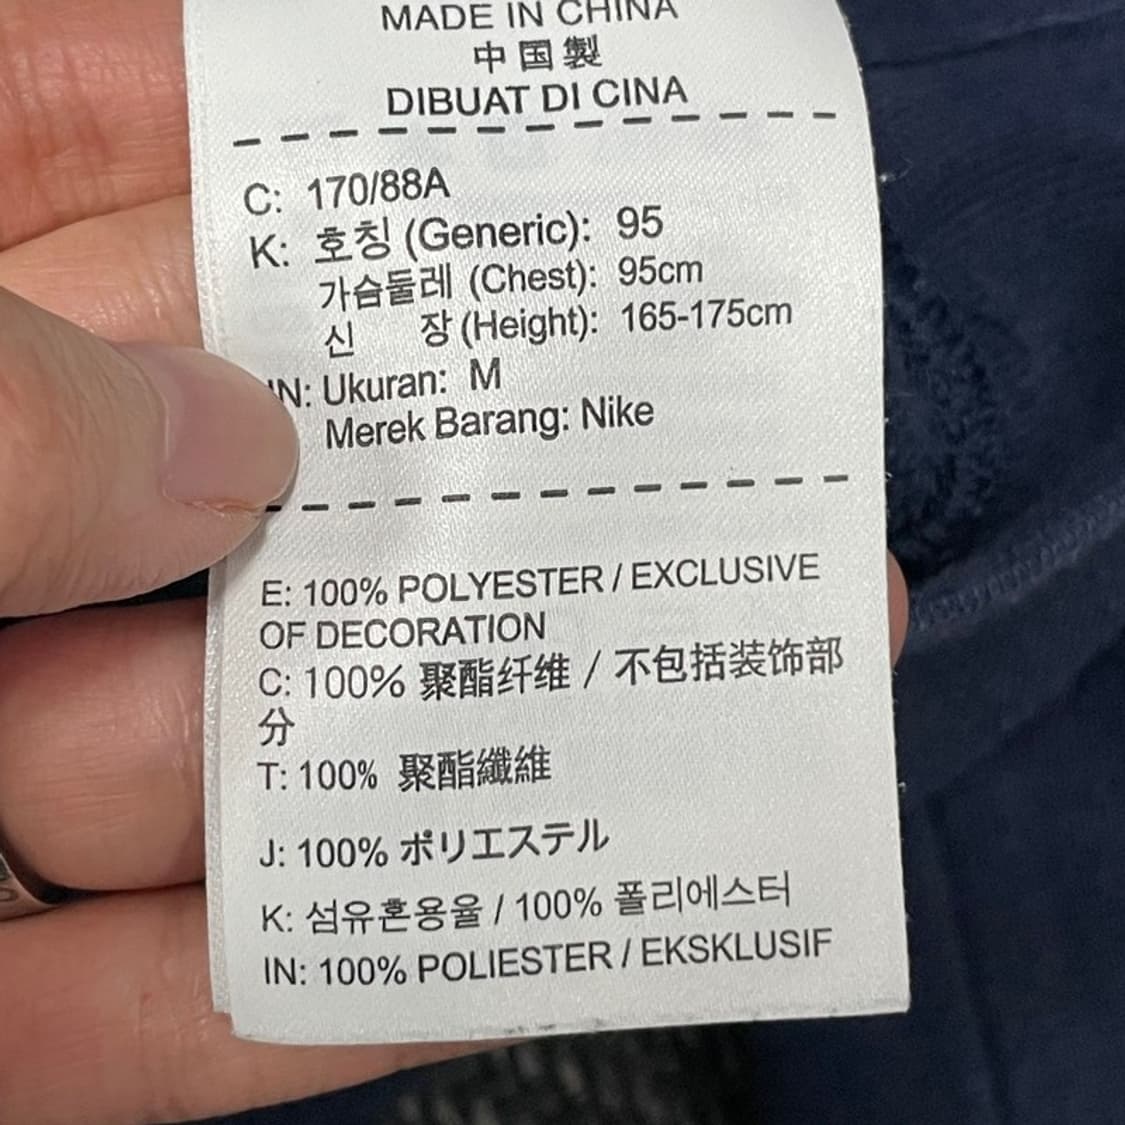 MADE IN CHINA
中国製
DIBUAT DI CINA
C: 170/88A
K: 호칭 (Generic): 95
가슴둘레 (Chest): 95cm
신 장 (Height): 165-175cm
IN: Ukuran: M
Merek Barang: Nike
E: 100% POLYESTER / EXCLUSIVE
OF DECORATION
C: 100% 聚酯纤维 / 不包括装饰部
分
T: 100% 聚酯纖維
J: 100% ポリエステル
K: 섬유혼용율 / 100% 폴리에스터
IN: 100% POLIESTER / EKSKLUSIF